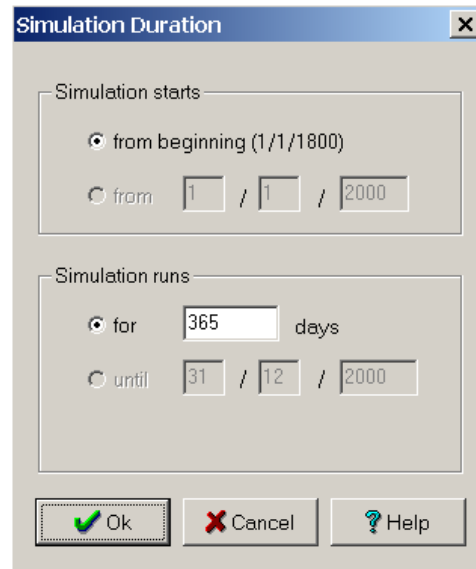 Simulation Duration
Simulation starts
from beginning (1/1/1800)
from 1 / 1 / 2000
Simulation runs
for 365 days
until 31 / 12 / 2000
Ok Cancel ? Help